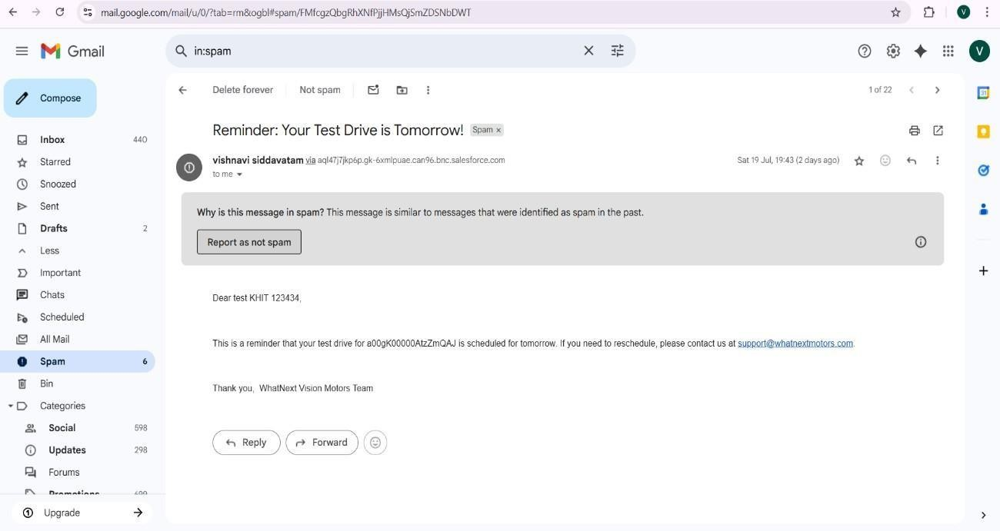 mail.google.com/mail/u/0/?tab=rm&ogbl#spam/FMfcgzQbgRhXNfPjjHMsQjSmZDSNbDWT
V
Gmail
in:spam
V
Compose
Delete forever
Not spam
1 of 22
31
Reminder: Your Test Drive is Tomorrow!
Spam ×
Inbox 440
Starred
Snoozed
Sent
Drafts 2
Less
Important
Chats
Scheduled
All Mail
Spam 6
Bin
Categories
Social 598
Updates 298
Forums
Promotions 699
Upgrade
vishnavi siddavatam via aql47j7jkp6p.gk-6xmlpuae.can96.bnc.salesforce.com
Sat 19 Jul, 19:43 (2 days ago)
to me
Why is this message in spam? This message is similar to messages that were identified as spam in the past.
Report as not spam
Dear test KHIT 123434,
This is a reminder that your test drive for a00gK00000AtzZmQAJ is scheduled for tomorrow. If you need to reschedule, please contact us at support@whatnextmotors.com.
Thank you, WhatNext Vision Motors Team
Reply
Forward